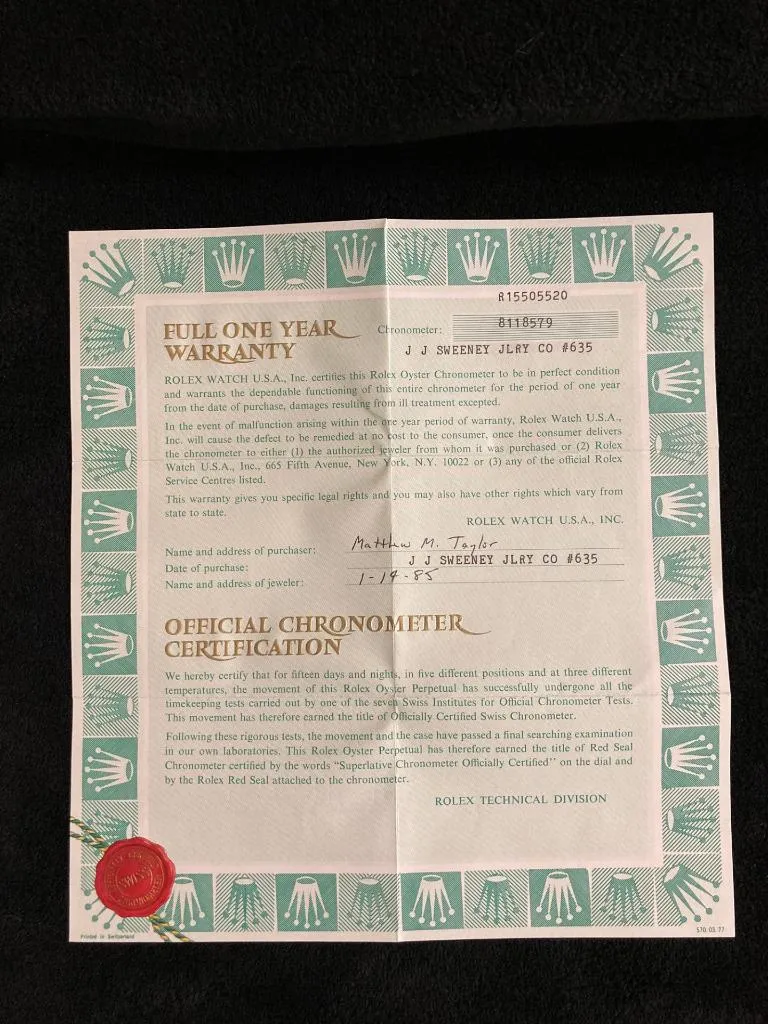 R15505520
FULL ONE YEAR Chronometer: 8118579
WARRANTY J J SWEENEY JLRY CO #635
ROLEX WATCH U.S.A., Inc. certifies this Rolex Oyster Chronometer to be in perfect condition
and warrants the dependable functioning of this entire chronometer for the period of one year
from the date of purchase, damages resulting from ill treatment excepted.
In the event of malfunction arising within the one year period of warranty, Rolex Watch U.S.A.,
Inc. will cause the defect to be remedied at no cost to the consumer, once the consumer delivers
the chronometer to either (1) the authorized jeweler from whom it was purchased or (2) Rolex
Watch U.S.A., Inc., 665 Fifth Avenue, New York, N.Y. 10022 or (3) any of the official Rolex
Service Centres listed.
This warranty gives you specific legal rights and you may also have other rights which vary from
state to state.
ROLEX WATCH U.S.A., INC.
Name and address of purchaser: Matthew M. Taylor
Date of purchase: J J SWEENEY JLRY CO #635
Name and address of jeweler: 1-14-85
OFFICIAL CHRONOMETER
CERTIFICATION
We hereby certify that for fifteen days and nights, in five different positions and at three different
temperatures, the movement of this Rolex Oyster Perpetual has successfully undergone all the
timekeeping tests carried out by one of the seven Swiss Institutes for Official Chronometer Tests.
This movement has therefore earned the title of Officially Certified Swiss Chronometer.
Following these rigorous tests, the movement and the case have passed a final searching examination
in our own laboratories. This Rolex Oyster Perpetual has therefore earned the title of Red Seal
Chronometer certified by the words "Superlative Chronometer Officially Certified" on the dial and
by the Rolex Red Seal attached to the chronometer.
ROLEX TECHNICAL DIVISION
Printed in Switzerland
570.03.77